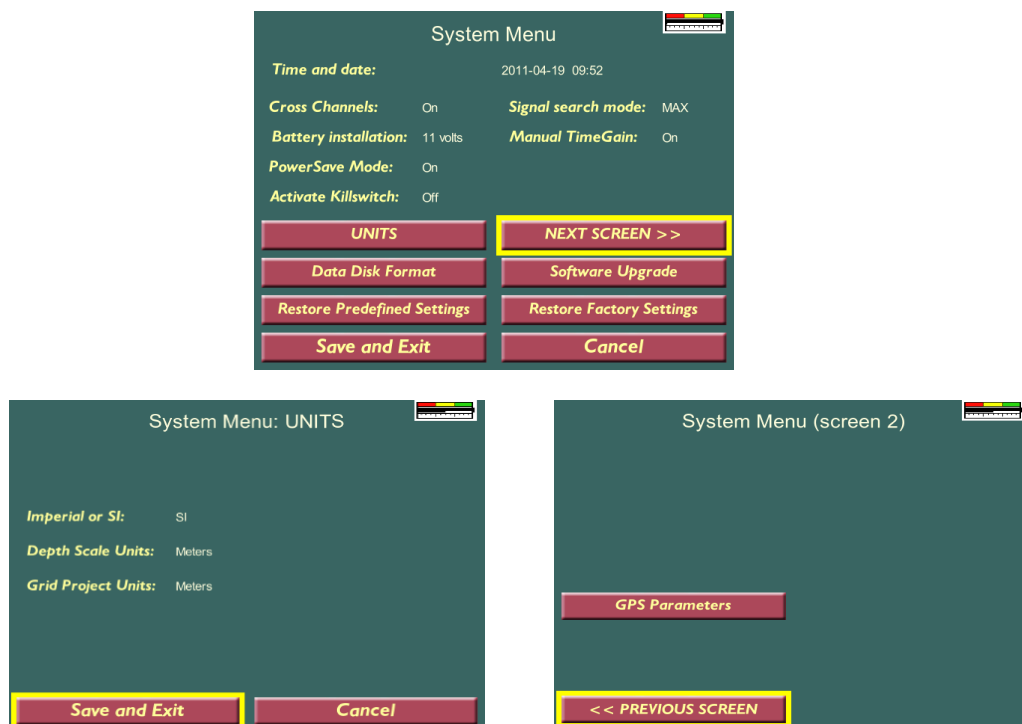 System Menu
Time and date: 2011-04-19 09:52
Cross Channels: On Signal search mode: MAX
Battery installation: 11 volts Manual TimeGain: On
PowerSave Mode: On
Activate Killswitch: Off
UNITS NEXT SCREEN >>
Data Disk Format Software Upgrade
Restore Predefined Settings Restore Factory Settings
Save and Exit Cancel
System Menu: UNITS
Imperial or SI: SI
Depth Scale Units: Meters
Grid Project Units: Meters
Save and Exit Cancel
System Menu (screen 2)
GPS Parameters
<< PREVIOUS SCREEN